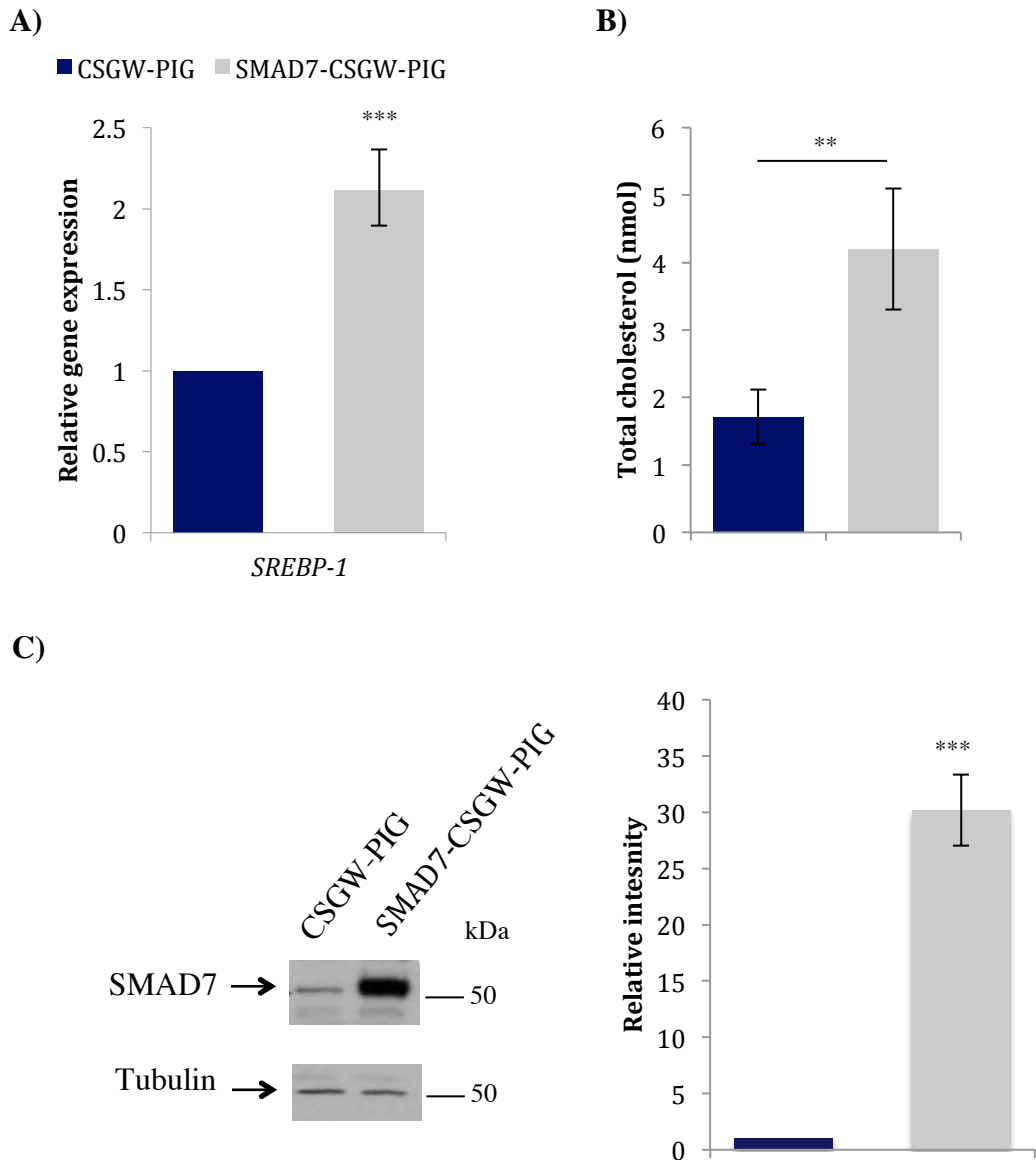 A)
CSGW-PIG SMAD7-CSGW-PIG
Relative gene expression
2.5
2
1.5
1
0.5
0
***
SREBP-1
B)
Total cholesterol (nmol)
6
5
4
3
2
1
0
**
C)
CSGW-PIG
SMAD7-CSGW-PIG
kDa
SMAD7
50
Tubulin
50
Relative intesnity
40
35
30
25
20
15
10
5
0
***